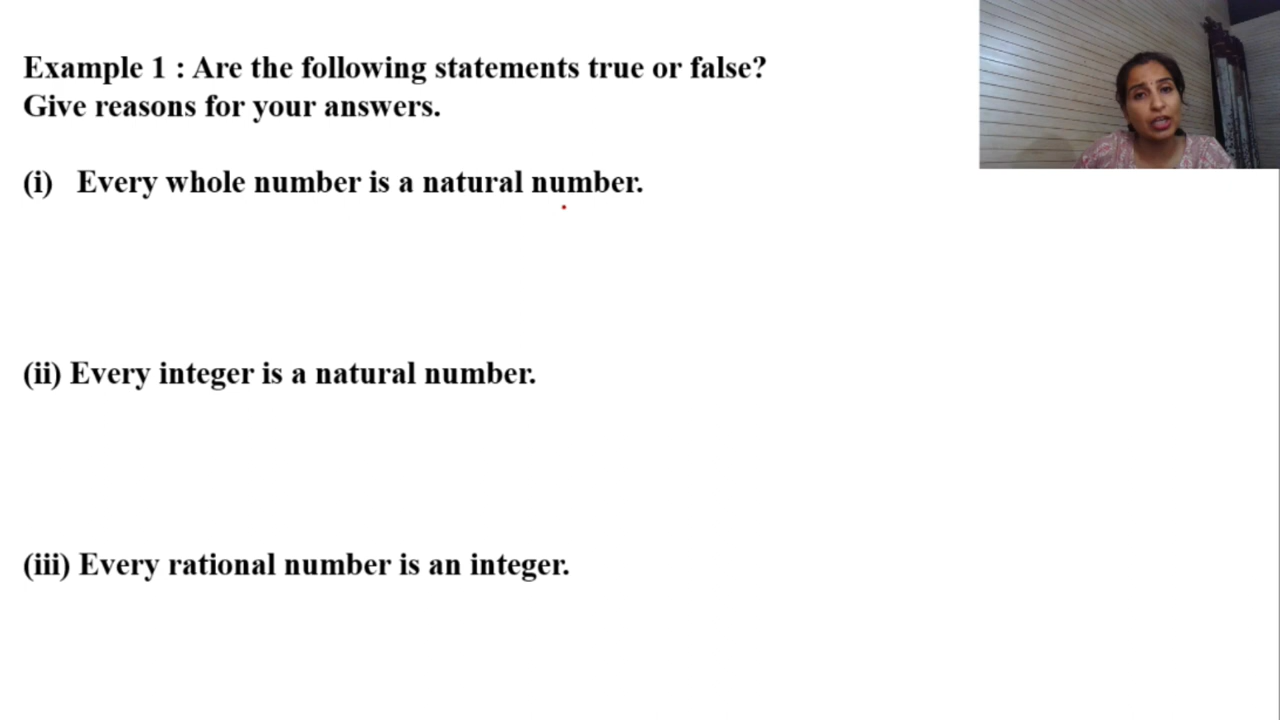 Example 1 : Are the following statements true or false?
Give reasons for your answers.
(i) Every whole number is a natural number.
(ii) Every integer is a natural number.
(iii) Every rational number is an integer.